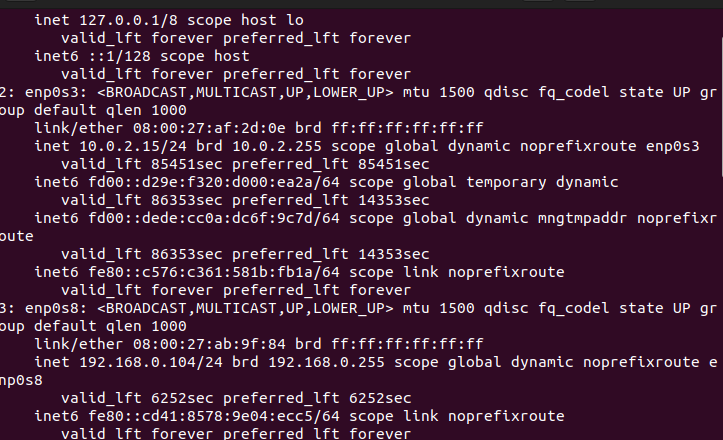 inet 127.0.0.1/8 scope host lo
valid_lft forever preferred_lft forever
inet6 ::1/128 scope host
valid_lft forever preferred_lft forever
2: enp0s3: <BROADCAST,MULTICAST,UP,LOWER_UP> mtu 1500 qdisc fq_codel state UP gr
oup default qlen 1000
link/ether 08:00:27:af:2d:0e brd ff:ff:ff:ff:ff:ff
inet 10.0.2.15/24 brd 10.0.2.255 scope global dynamic noprefixroute enp0s3
valid_lft 85451sec preferred_lft 85451sec
inet6 fd00::d29e:f320:d000:ea2a/64 scope global temporary dynamic
valid_lft 86353sec preferred_lft 14353sec
inet6 fd00::dede:cc0a:dc6f:9c7d/64 scope global dynamic mngtmpaddr noprefixr
oute
valid_lft 86353sec preferred_lft 14353sec
inet6 fe80::c576:c361:581b:fb1a/64 scope link noprefixroute
valid_lft forever preferred_lft forever
3: enp0s8: <BROADCAST,MULTICAST,UP,LOWER_UP> mtu 1500 qdisc fq_codel state UP gr
oup default qlen 1000
link/ether 08:00:27:ab:9f:84 brd ff:ff:ff:ff:ff:ff
inet 192.168.0.104/24 brd 192.168.0.255 scope global dynamic noprefixroute e
np0s8
valid_lft 6252sec preferred_lft 6252sec
inet6 fe80::cd41:8578:9e04:ecc5/64 scope link noprefixroute
valid_lft forever preferred_lft forever